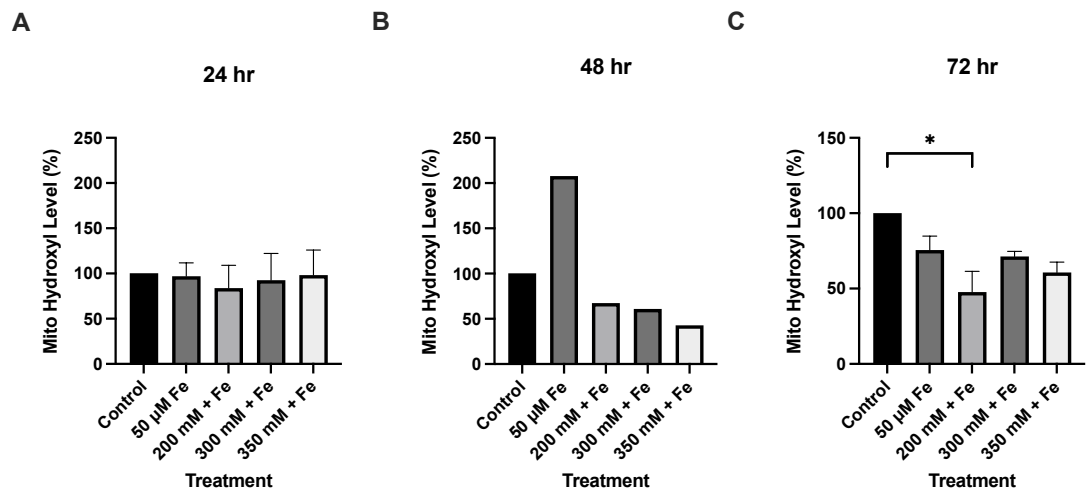 A
24 hr
Mito Hydroxyl Level (%)
250
200
150
100
50
0
Control
50 µM Fe
200 mM + Fe
300 mM + Fe
350 mM + Fe
Treatment
B
48 hr
Mito Hydroxyl Level (%)
250
200
150
100
50
0
Control
50 µM Fe
200 mM + Fe
300 mM + Fe
350 mM + Fe
Treatment
C
72 hr
Mito Hydroxyl Level (%)
150
100
50
0
*
Control
50 µM Fe
200 mM + Fe
300 mM + Fe
350 mM + Fe
Treatment